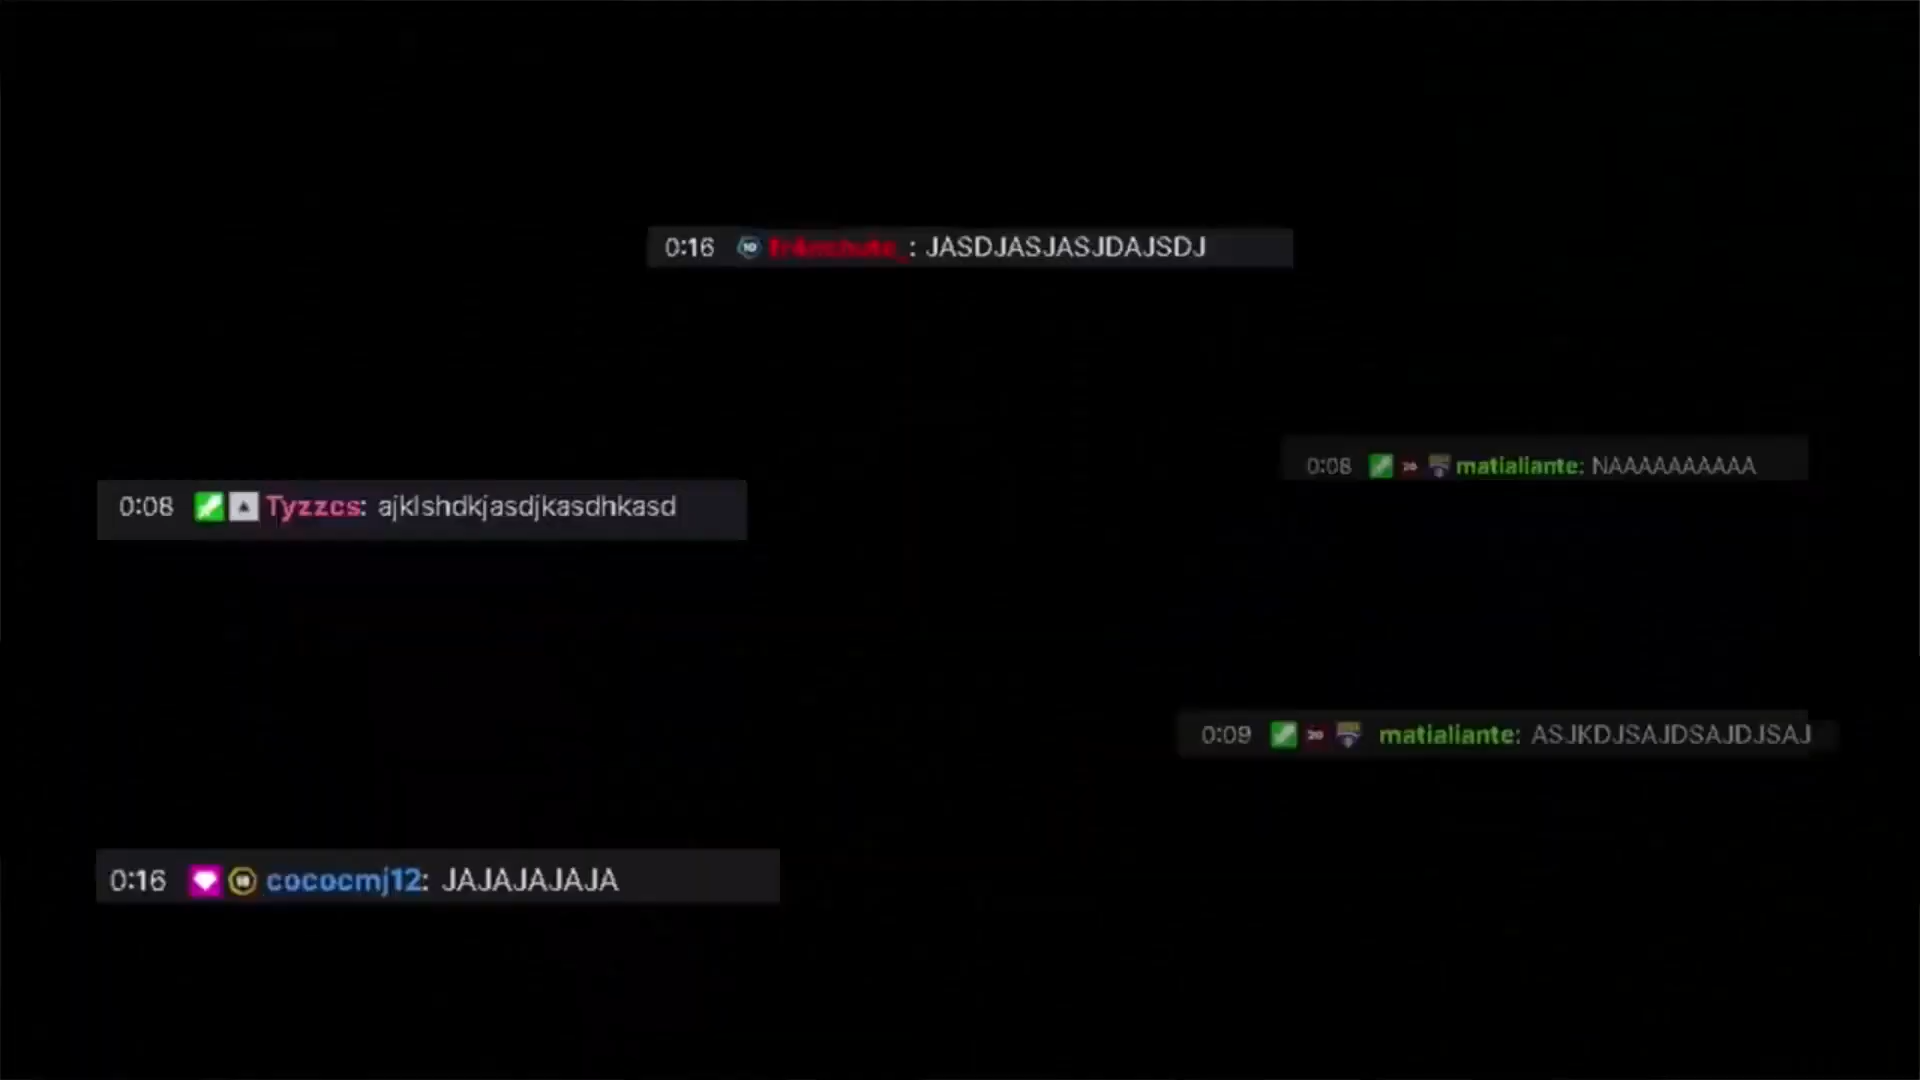 0:16 : JASDJASJASJDAJSDJ
0:08 matialiante: NAAAAAAAAAA
0:08 Tyzzcs: ajklshdkjasdjkasdhkasd
0:09 20 matialiante: ASJKDJSAJDSAJDJSAJ
0:16 cococmj12: JAJAJAJAJA